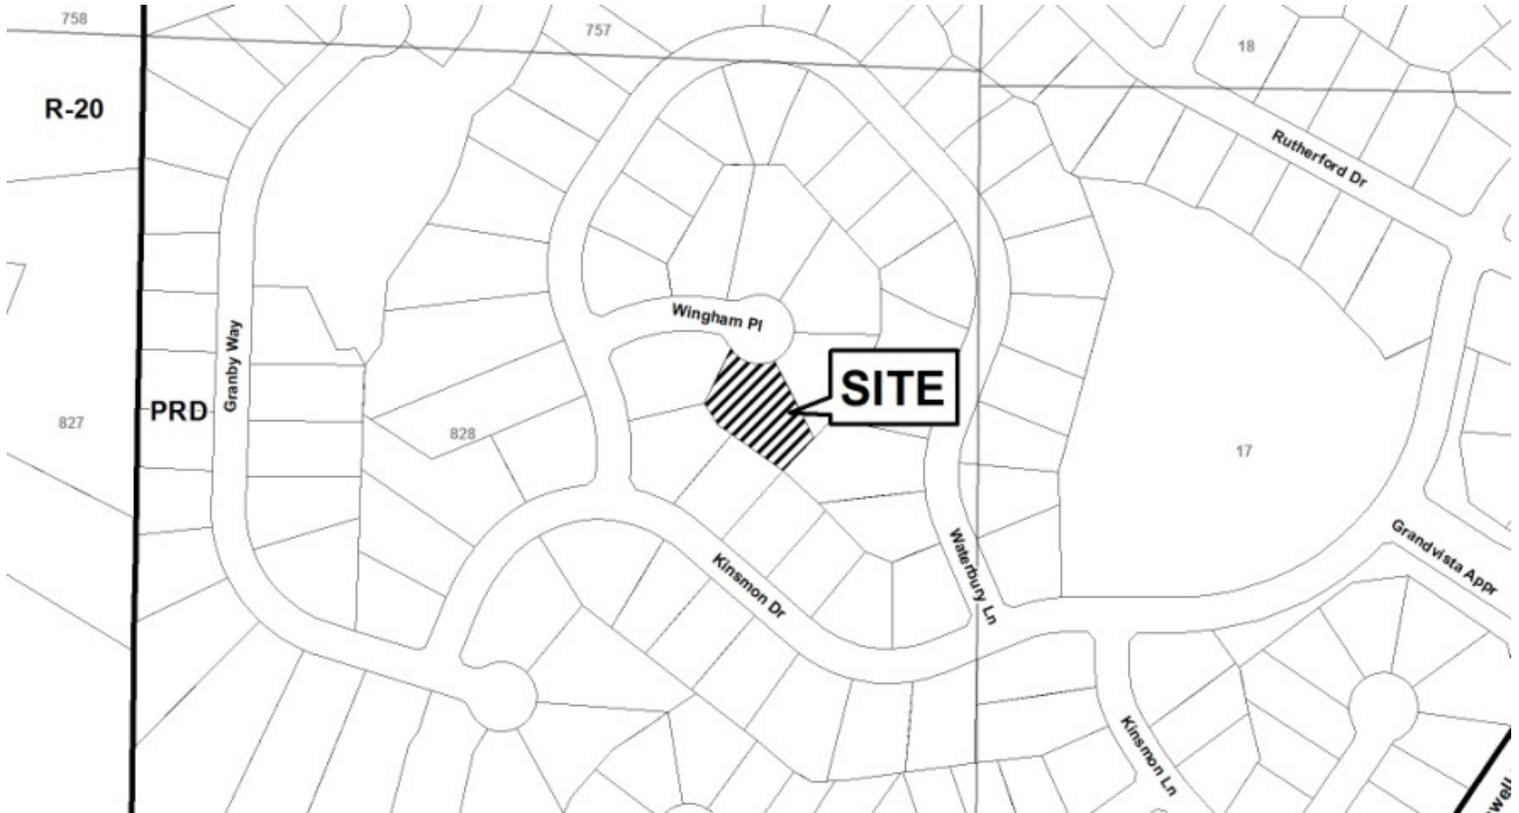 758
757
18
R-20
Rutherford Dr
Wingham Pl
Granby Way
SITE
PRD
827
828
17
Grandvista Appr
Waterbury Ln
Kinsmon Dr
Kinsmon Ln